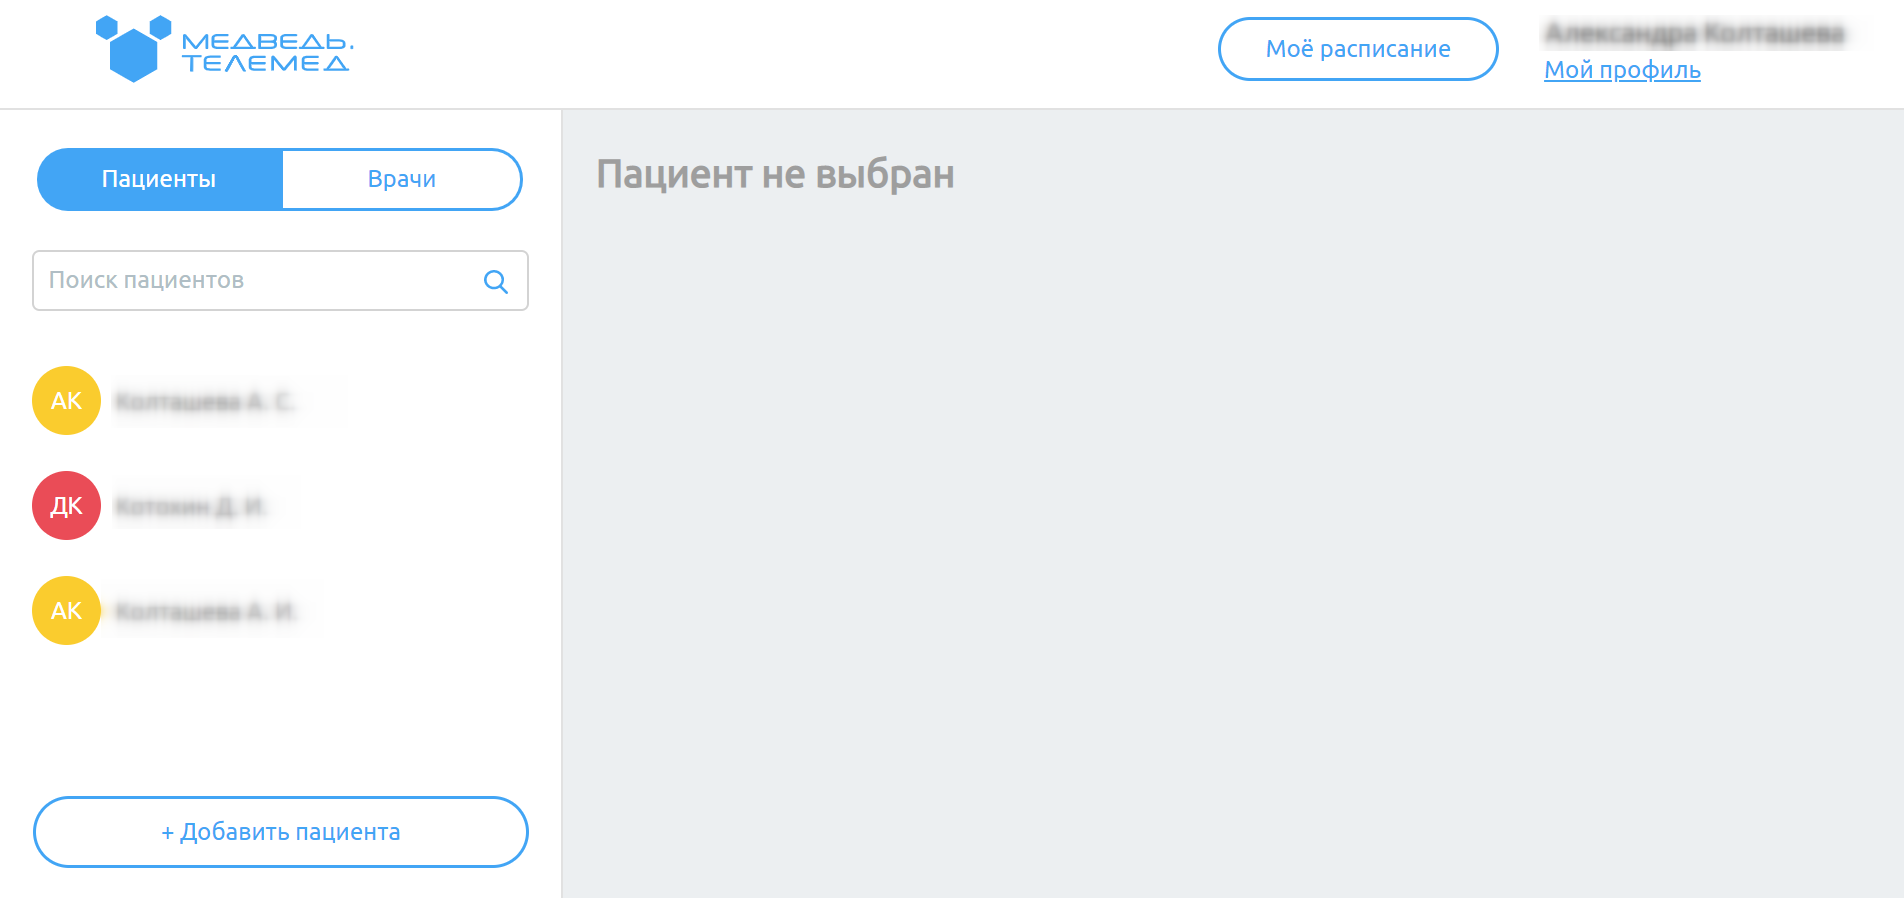 МЕДВЕДЬ.
ТЕЛЕМЕД
Моё расписание
Мой профиль
Пациенты
Врачи
Поиск пациентов
АК
ДК
АК
+ Добавить пациента
Пациент не выбран